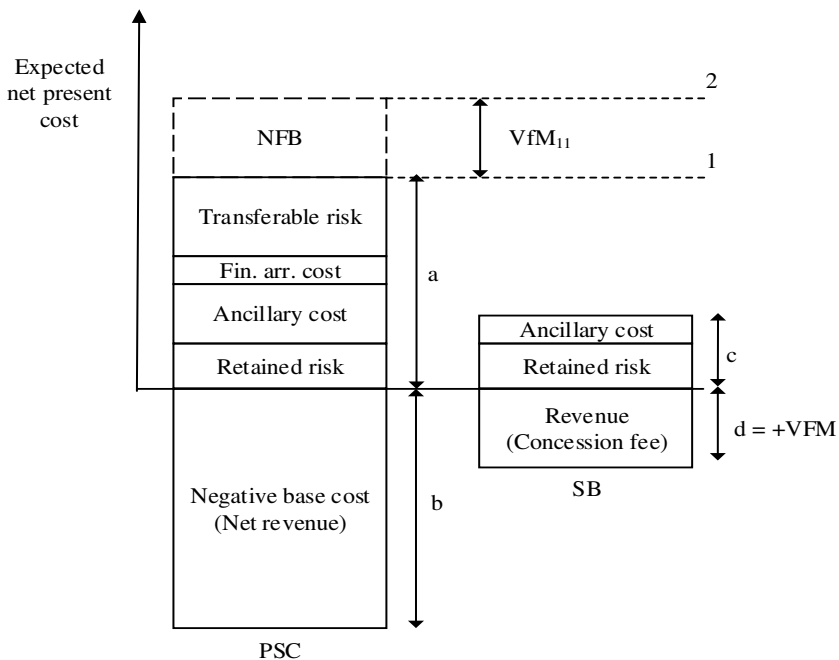 Expected
net present
cost
2
NFB
VfM₁₁
1
Transferable risk
Fin. arr. cost
a
Ancillary cost
Ancillary cost
c
Retained risk
Retained risk
Revenue
(Concession fee)
d = +VFM
SB
Negative base cost
(Net revenue)
b
PSC